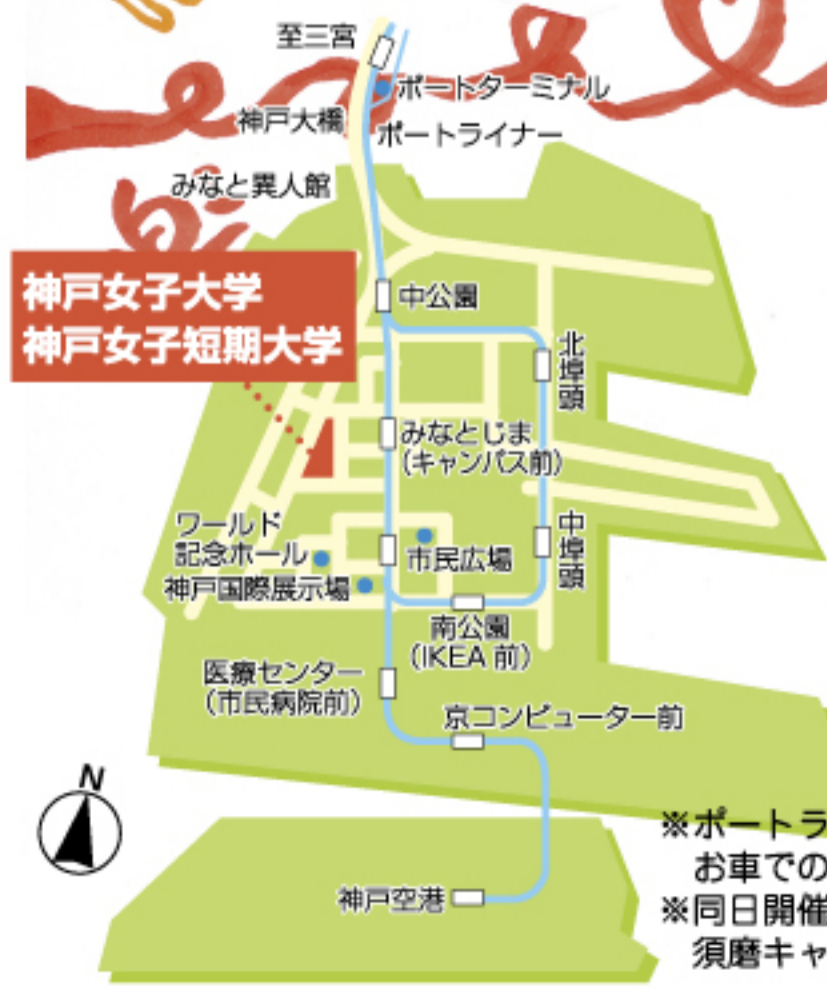 至三宮
ポートターミナル
神戸大橋
ポートライナー
みなと異人館
神戸女子大学
神戸女子短期大学
中公園
北埠頭
みなとじま
(キャンパス前)
ワールド
記念ホール
市民広場
中埠頭
神戸国際展示場
南公園
(IKEA 前)
医療センター
(市民病院前)
京コンピューター前
N
神戸空港
※ポートラ
お車での
※同日開催
須磨キャ